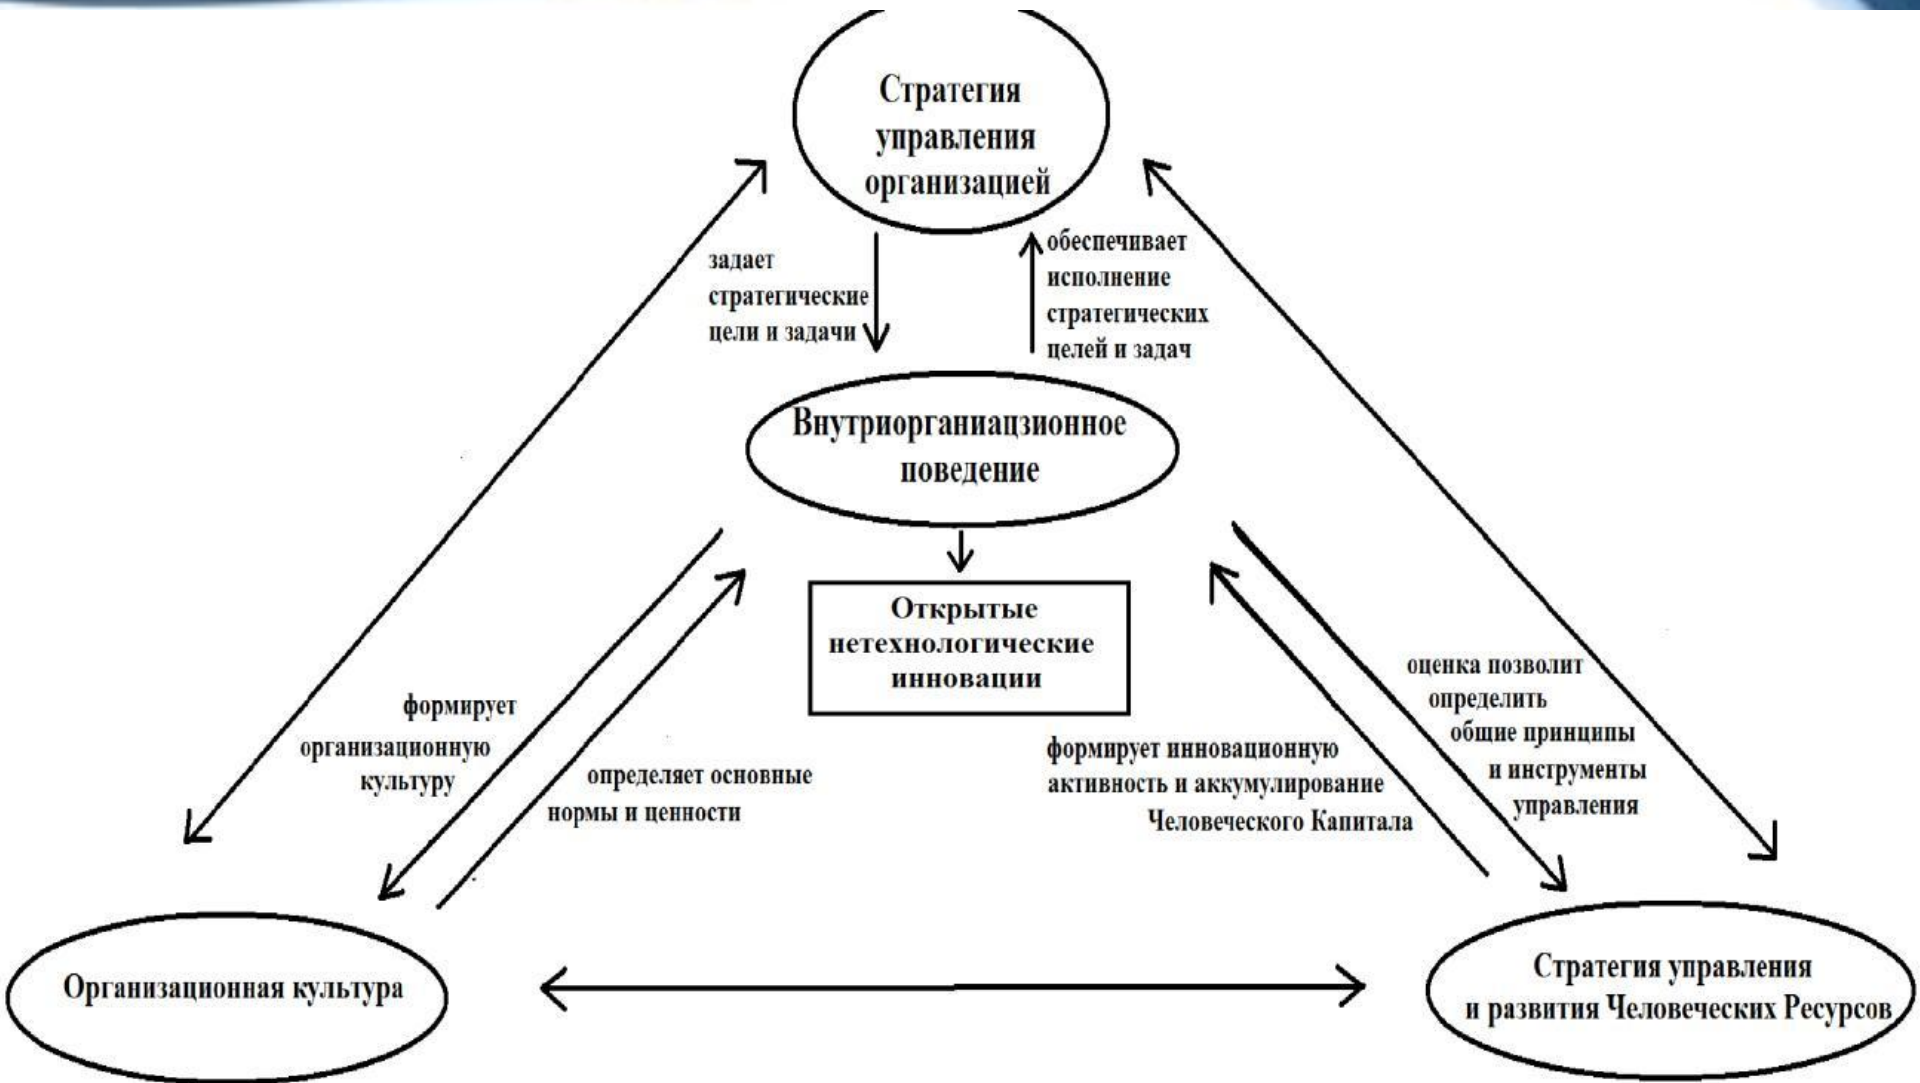 Стратегия
управления
организацией
задает
стратегические
цели и задачи
обеспечивает
исполнение
стратегических
целей и задач
Внутриорганиацзионное
поведение
Открытые
нетехнологические
инновации
формирует
организационную
культуру
определяет основные
нормы и ценности
формирует инновационную
активность и аккумулирование
Человеческого Капитала
оценка позволит
определить
общие принципы
и инструменты
управления
Организационная культура
Стратегия управления
и развития Человеческих Ресурсов